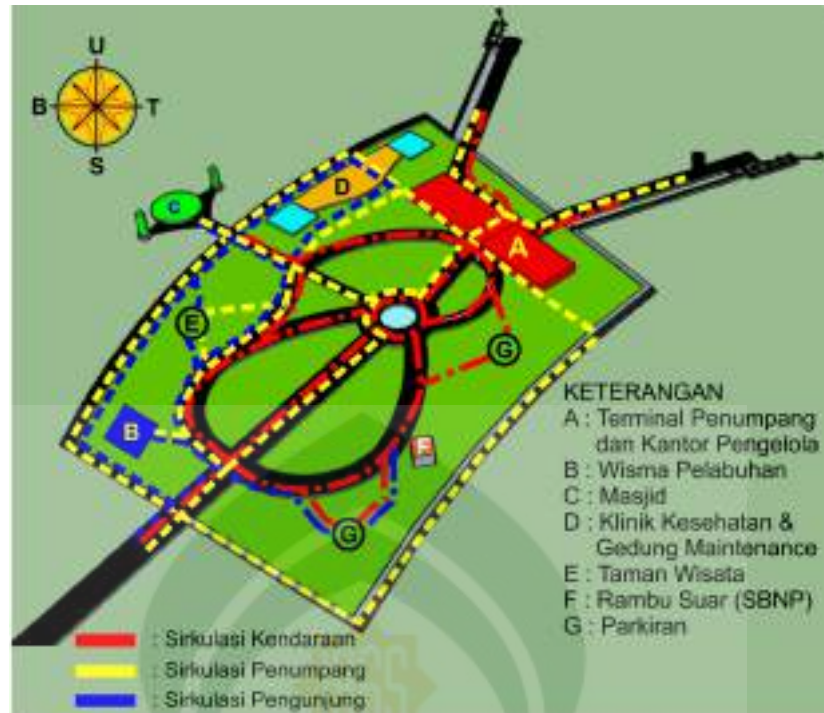 U
B T
S
D
C
A
E
G
B
F
G
KETERANGAN
A : Terminal Penumpang
dan Kantor Pengelola
B : Wisma Pelabuhan
C : Masjid
D : Klinik Kesehatan &
Gedung Maintenance
E : Taman Wisata
F : Rambu Suar (SBNP)
G : Parkiran
: Sirkulasi Kendaraan
: Sirkulasi Penumpang
: Sirkulasi Pengunjung